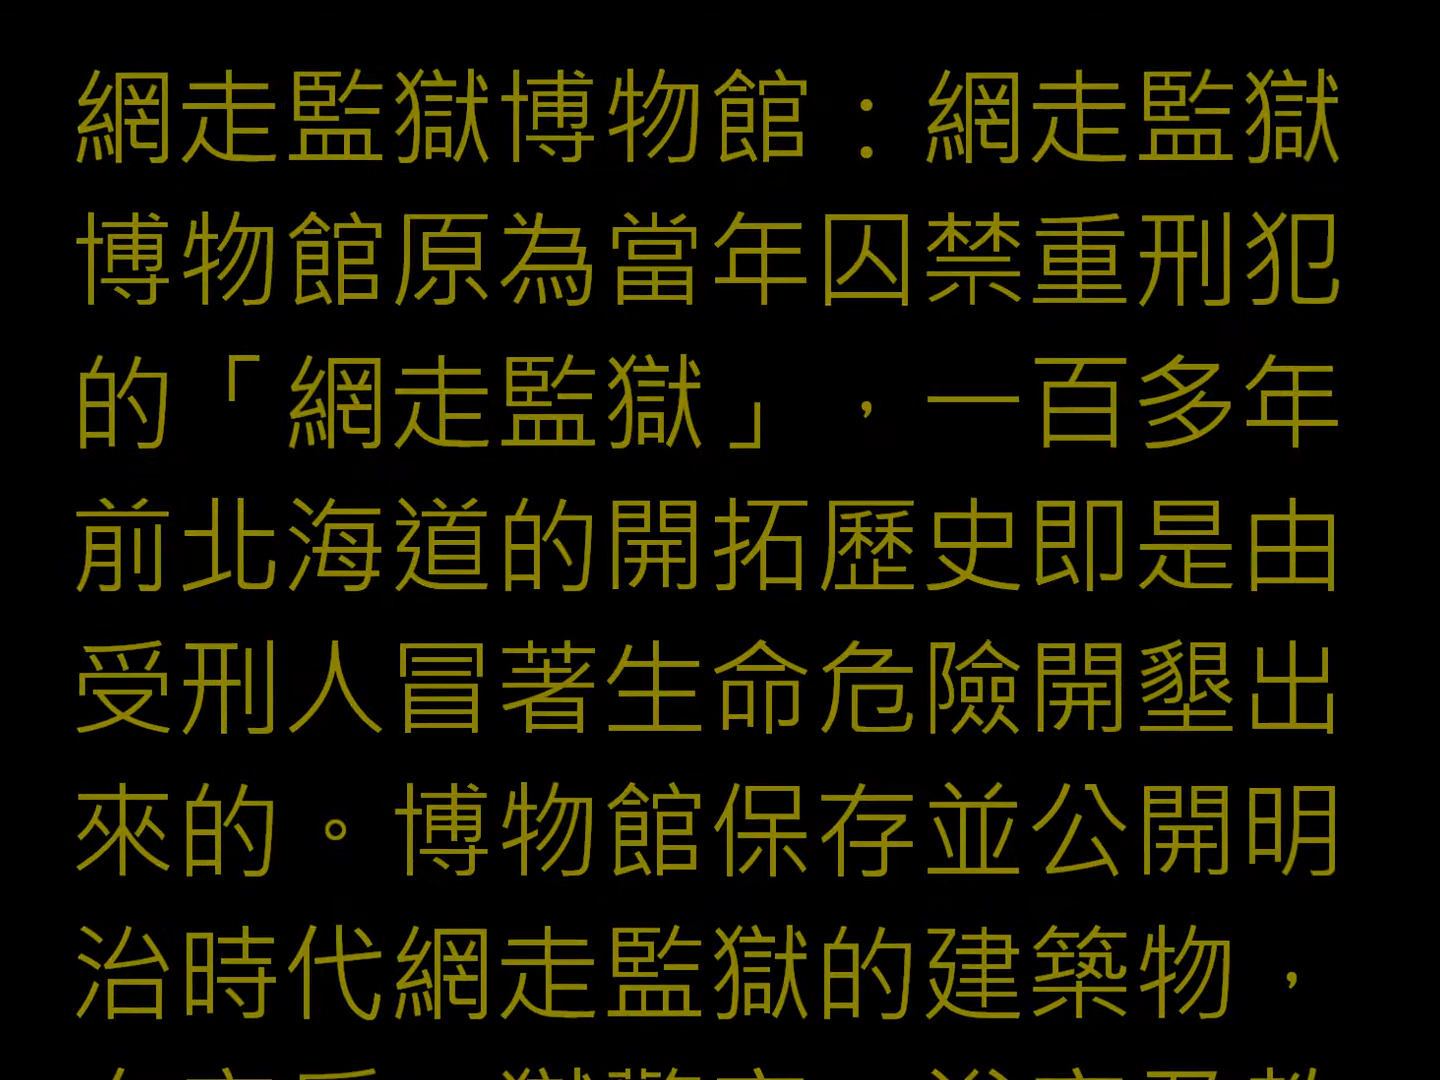 網走監獄博物館：網走監獄
博物館原為當年囚禁重刑犯
的「網走監獄」，一百多年
前北海道的開拓歷史即是由
受刑人冒著生命危險開墾出
來的。博物館保存並公開明
治時代網走監獄的建築物，